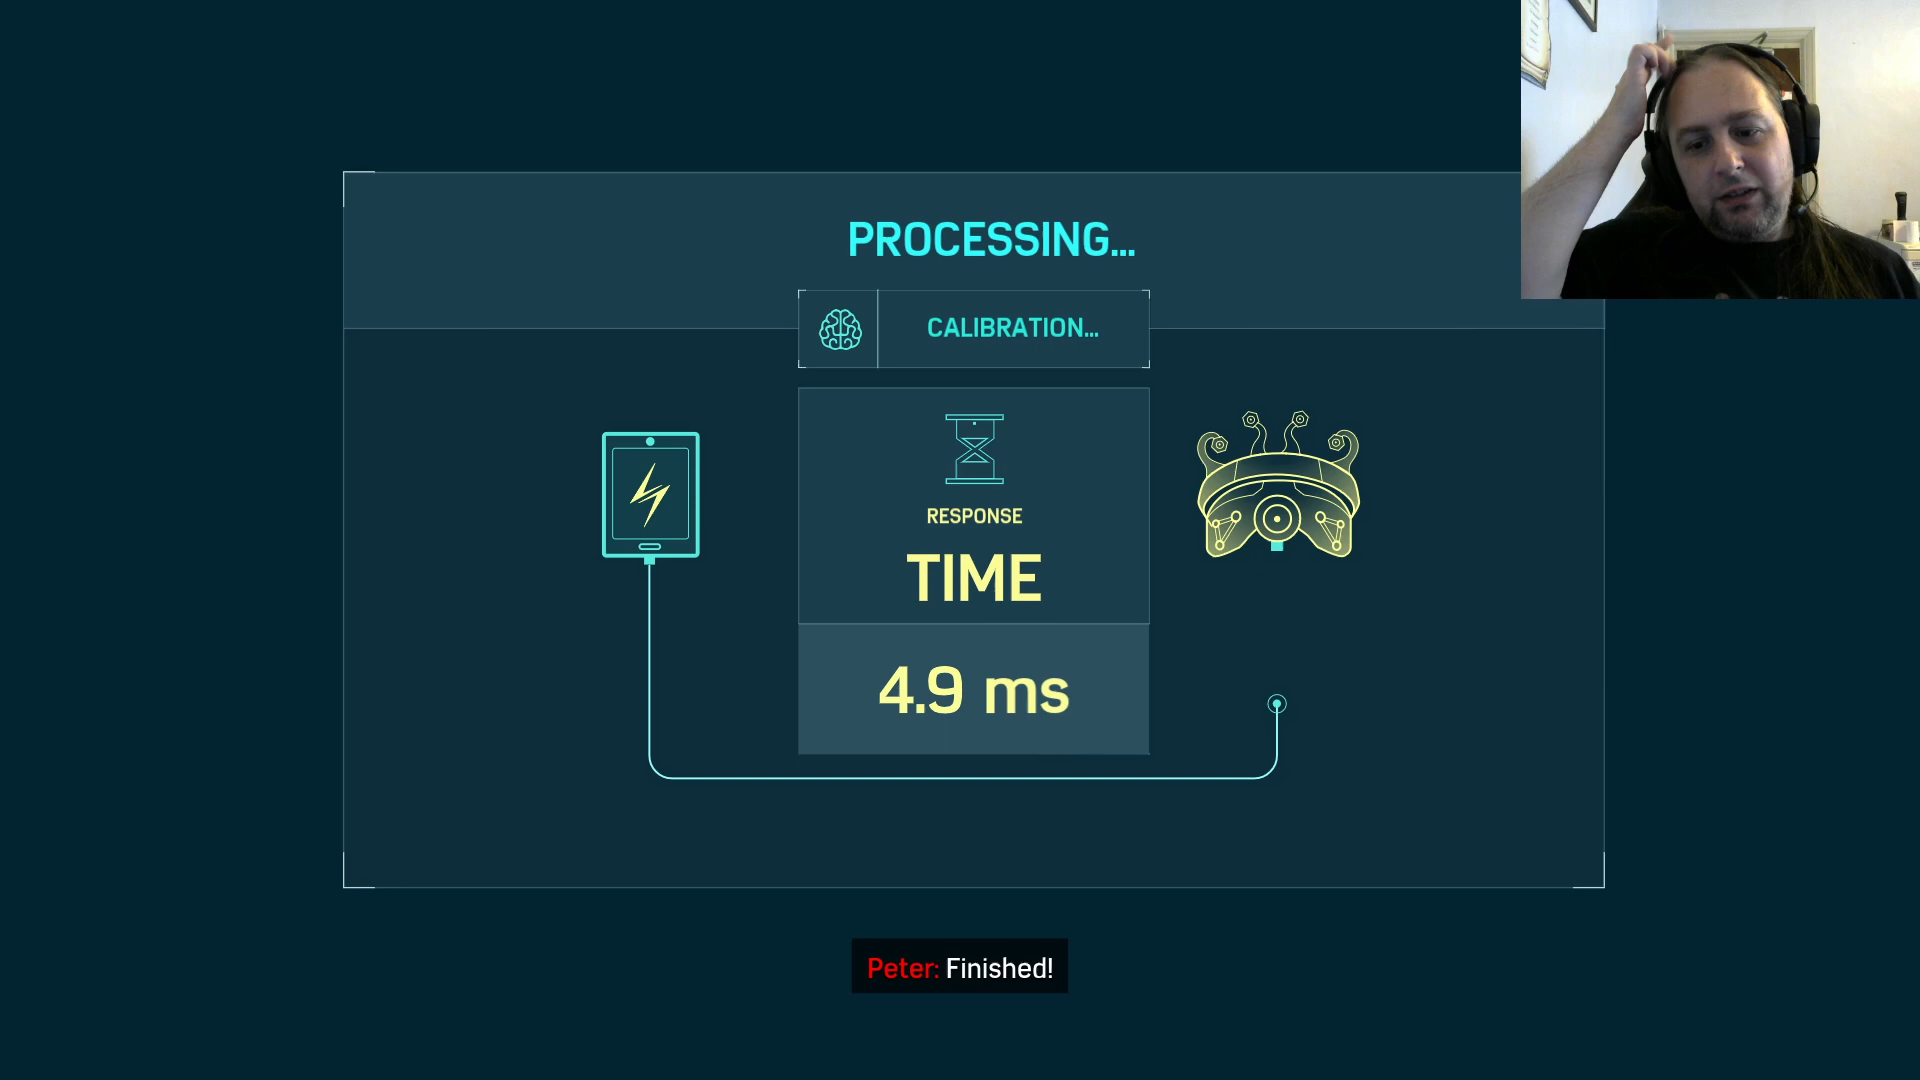 PROCESSING...
CALIBRATION...
RESPONSE
TIME
4.9 ms
Peter: Finished!